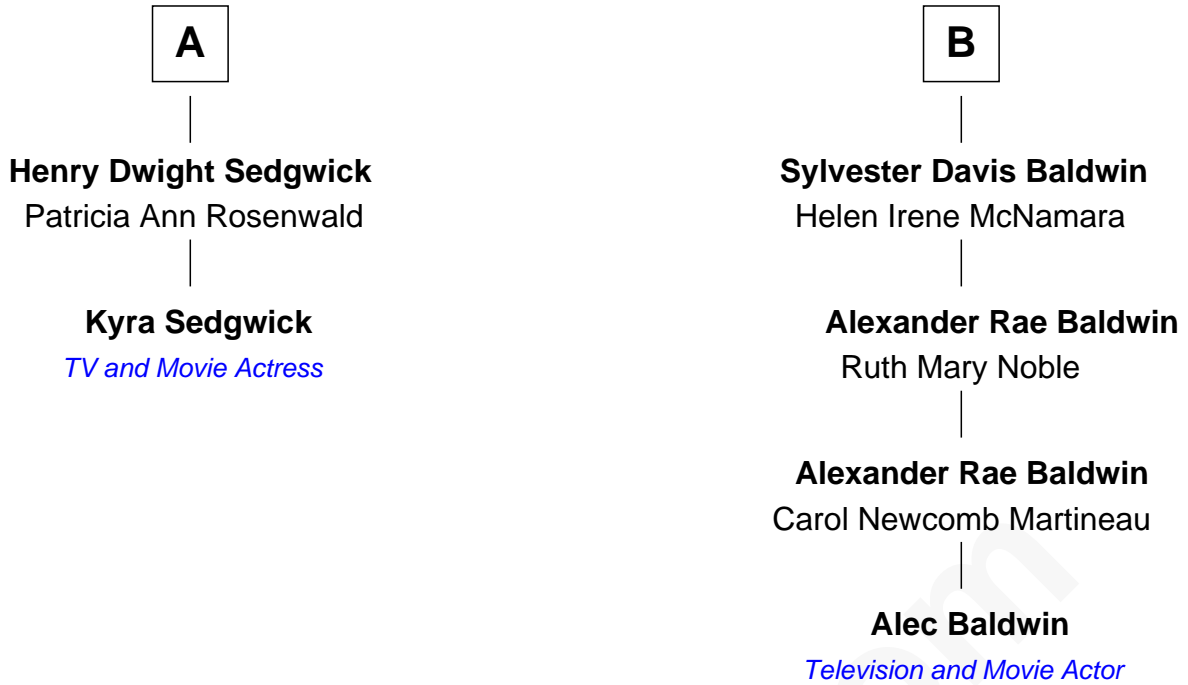 A
Henry Dwight Sedgwick
Patricia Ann Rosenwald
Kyra Sedgwick
TV and Movie Actress
B
Sylvester Davis Baldwin
Helen Irene McNamara
Alexander Rae Baldwin
Ruth Mary Noble
Alexander Rae Baldwin
Carol Newcomb Martineau
Alec Baldwin
Television and Movie Actor
om